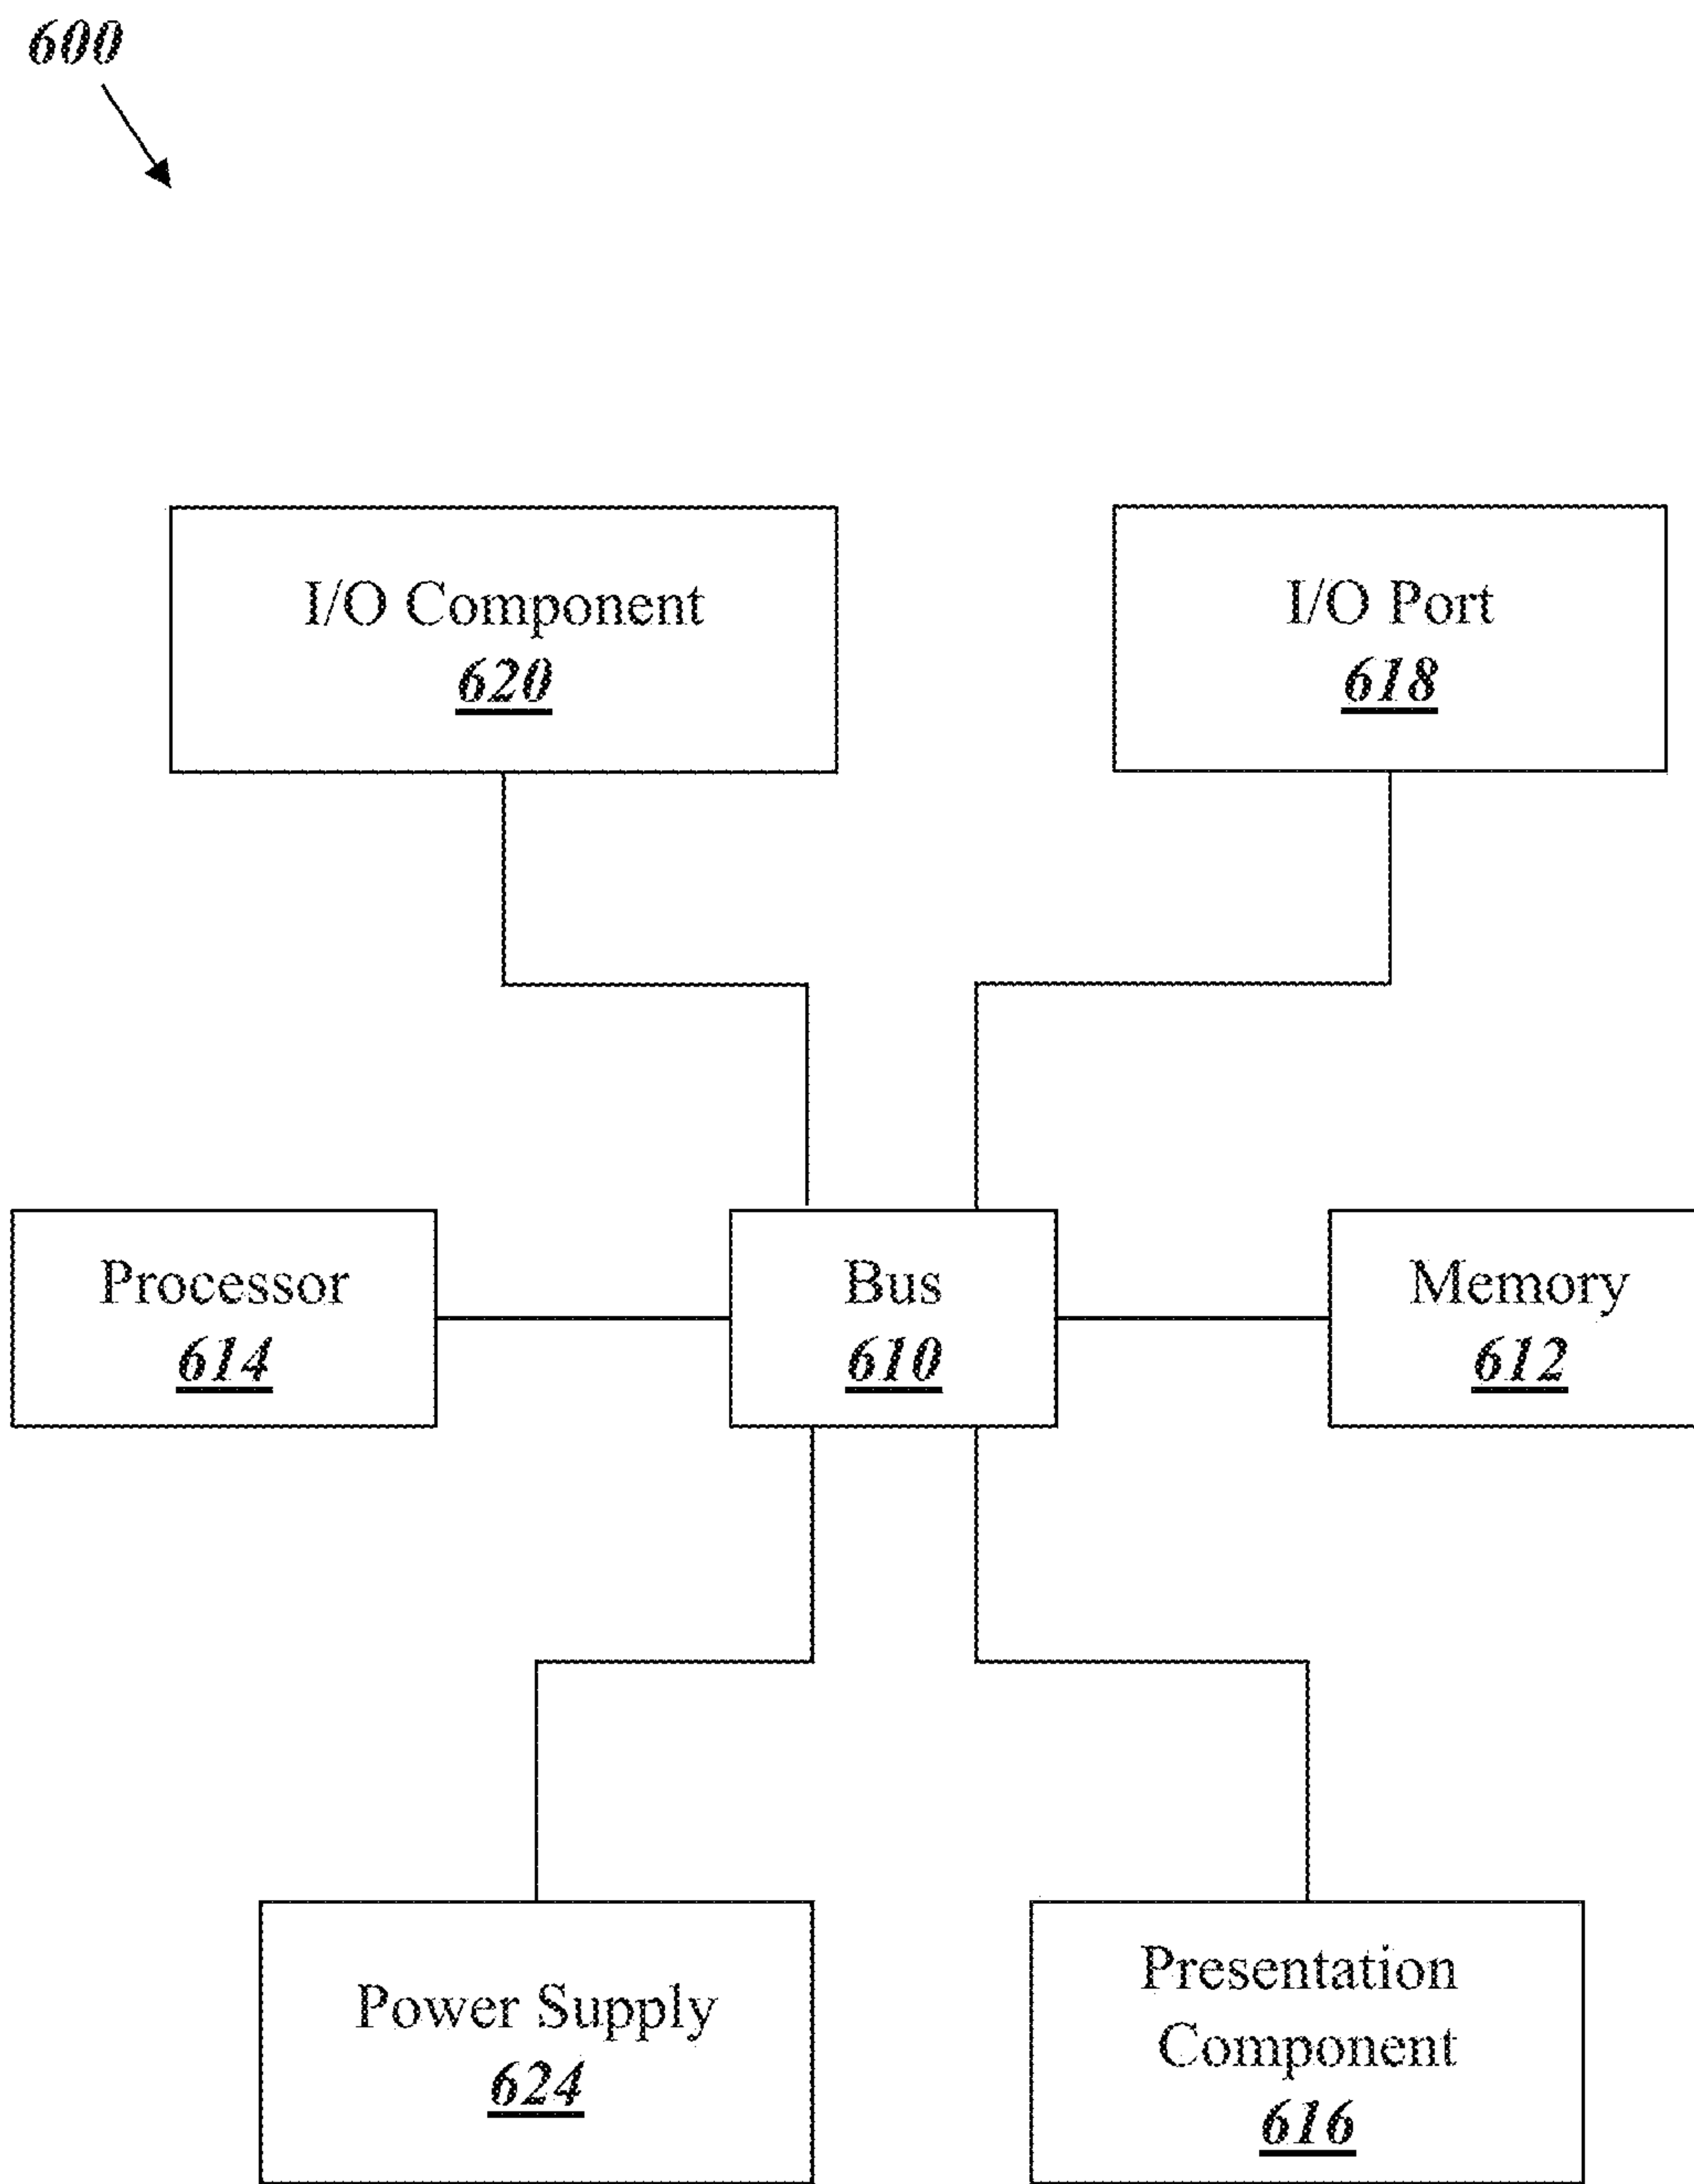 600
I/O Component
620
I/O Port
618
Processor
614
Bus
610
Memory
612
Power Supply
624
Presentation
Component
616